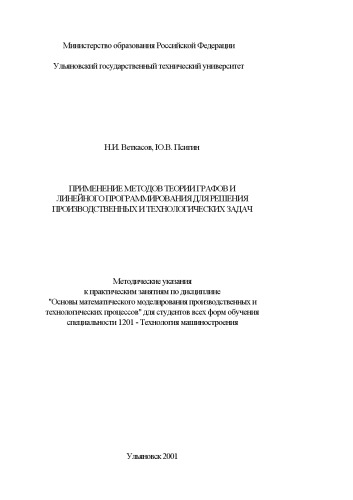 Министерство образования Российской Федерации
Ульяновский государственный технический университет
Н.И. Веткасов, Ю.В. Псигин
ПРИМЕНЕНИЕ МЕТОДОВ ТЕОРИИ ГРАФОВ И
ЛИНЕЙНОГО ПРОГРАММИРОВАНИЯ ДЛЯ РЕШЕНИЯ
ПРОИЗВОДСТВЕННЫХ И ТЕХНОЛОГИЧЕСКИХ ЗАДАЧ
Методические указания
к практическим занятиям по дисциплине
"Основы математического моделирования производственных и
технологических процессов" для студентов всех форм обучения
специальности 1201 - Технология машиностроения
Ульяновск 2001